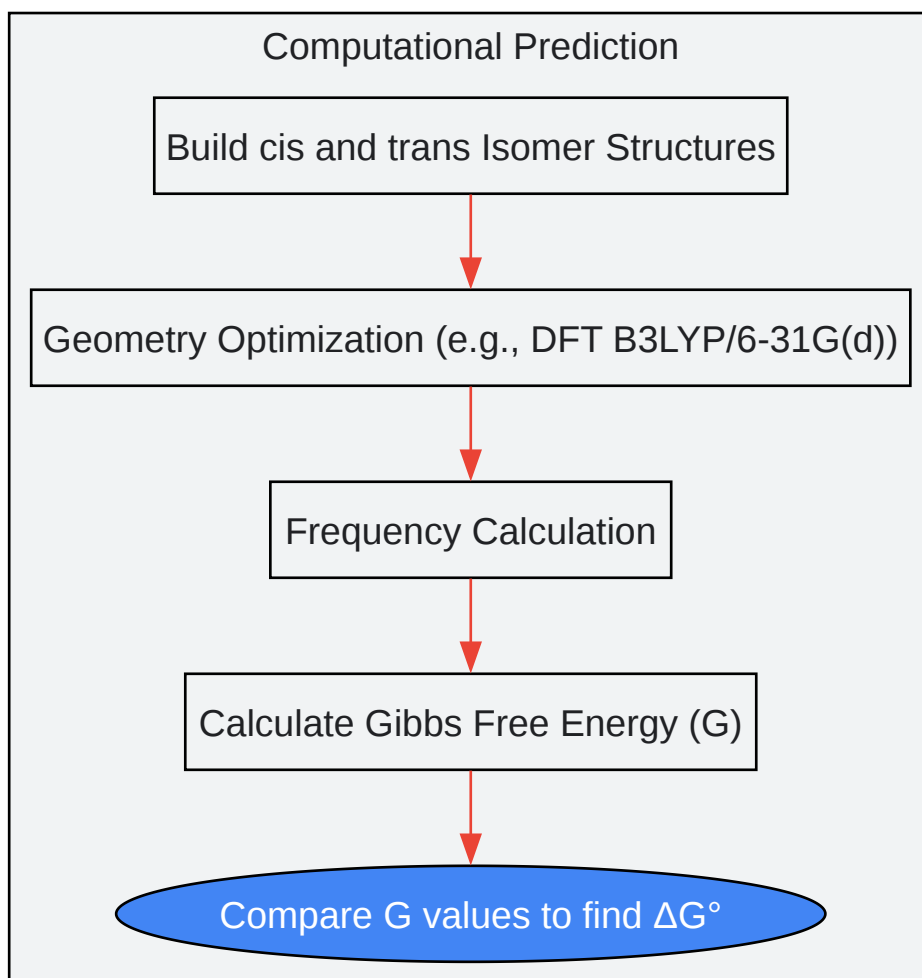 Computational Prediction
Build cis and trans Isomer Structures
Geometry Optimization (e.g., DFT B3LYP/6-31G(d))
Frequency Calculation
Calculate Gibbs Free Energy (G)
Compare G values to find ΔG°